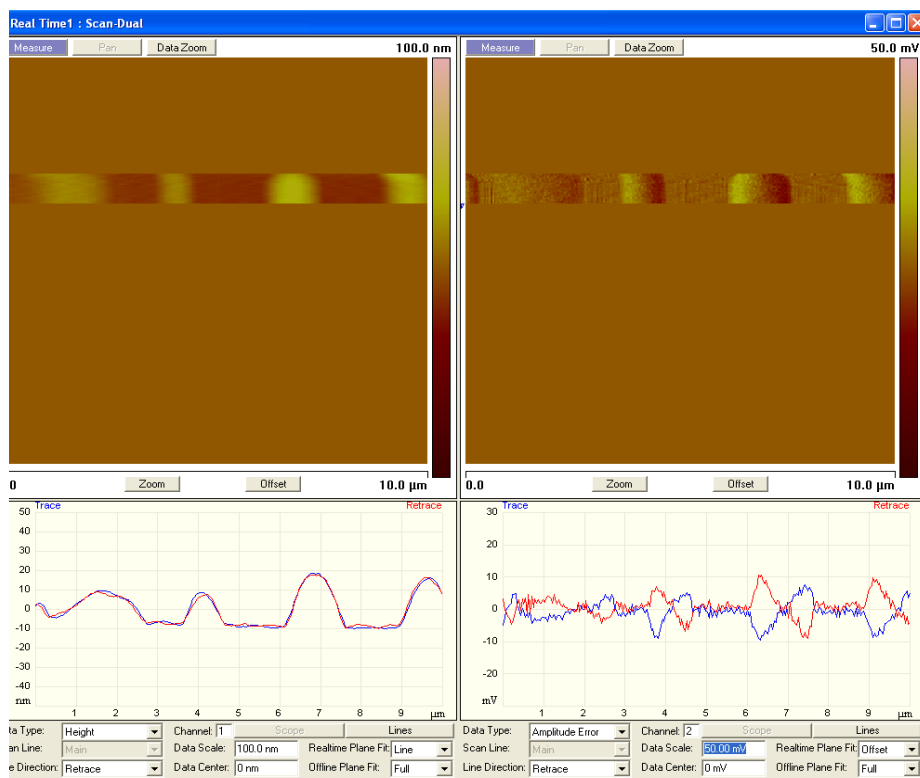 Real Time1 : Scan-Dual
Measure Pan Data Zoom 100.0 nm
Measure Pan Data Zoom 50.0 mV
0 Zoom Offset 10.0 µm
0.0 Zoom Offset 10.0 µm
Trace Retrace
50
40
30
20
10
0
-10
-20
-30
-40
nm
1 2 3 4 5 6 7 8 9 µm
Trace Retrace
30
20
10
0
-10
-20
mV
1 2 3 4 5 6 7 8 9 µm
ata Type: Height Channel: 1 Scope Lines
an Line: Main Data Scale: 100.0 nm Realtime Plane Fit: Line
e Direction: Retrace Data Center: 0 nm Offline Plane Fit: Full
Data Type: Amplitude Error Channel: 2 Scope Lines
Scan Line: Main Data Scale: 50.00 mV Realtime Plane Fit: Offset
Line Direction: Retrace Data Center: 0 mV Offline Plane Fit: Full